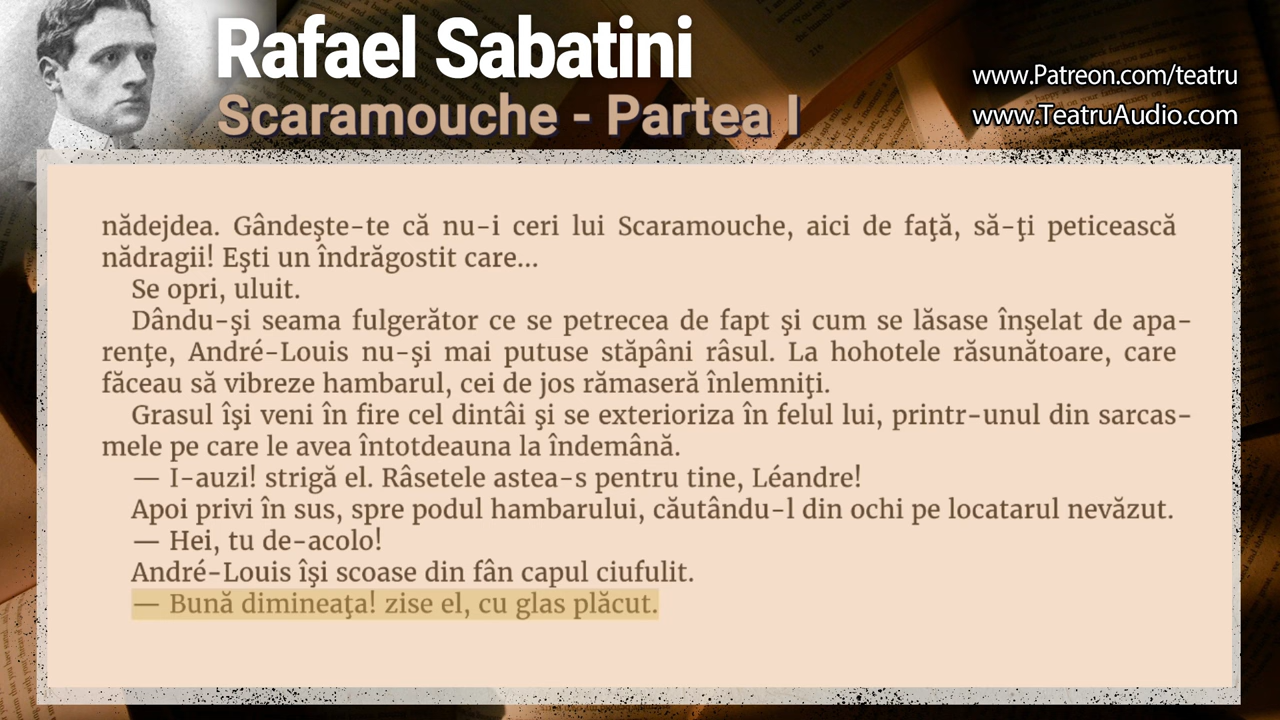 Rafael Sabatini
Scaramouche - Partea I
www.Patreon.com/teatru
www.TeatruAudio.com
nădejdea. Gândeşte-te că nu-i ceri lui Scaramouche, aici de faţă, să-ţi peticească
nădragii! Eşti un îndrăgostit care...
Se opri, uluit.
Dându-şi seama fulgerător ce se petrecea de fapt şi cum se lăsase înşelat de apa-
renţe, André-Louis nu-şi mai putuse stăpâni râsul. La hohotele răsunătoare, care
făceau să vibreze hambarul, cei de jos rămaseră înlemniţi.
Grasul îşi veni în fire cel dintâi şi se exterioriza în felul lui, printr-unul din sarcas-
mele pe care le avea întotdeauna la îndemână.
— I-auzi! strigă el. Râsetele astea-s pentru tine, Léandre!
Apoi privi în sus, spre podul hambarului, căutându-l din ochi pe locatarul nevăzut.
— Hei, tu de-acolo!
André-Louis îşi scoase din fân capul ciufulit.
— Bună dimineaţa! zise el, cu glas plăcut.